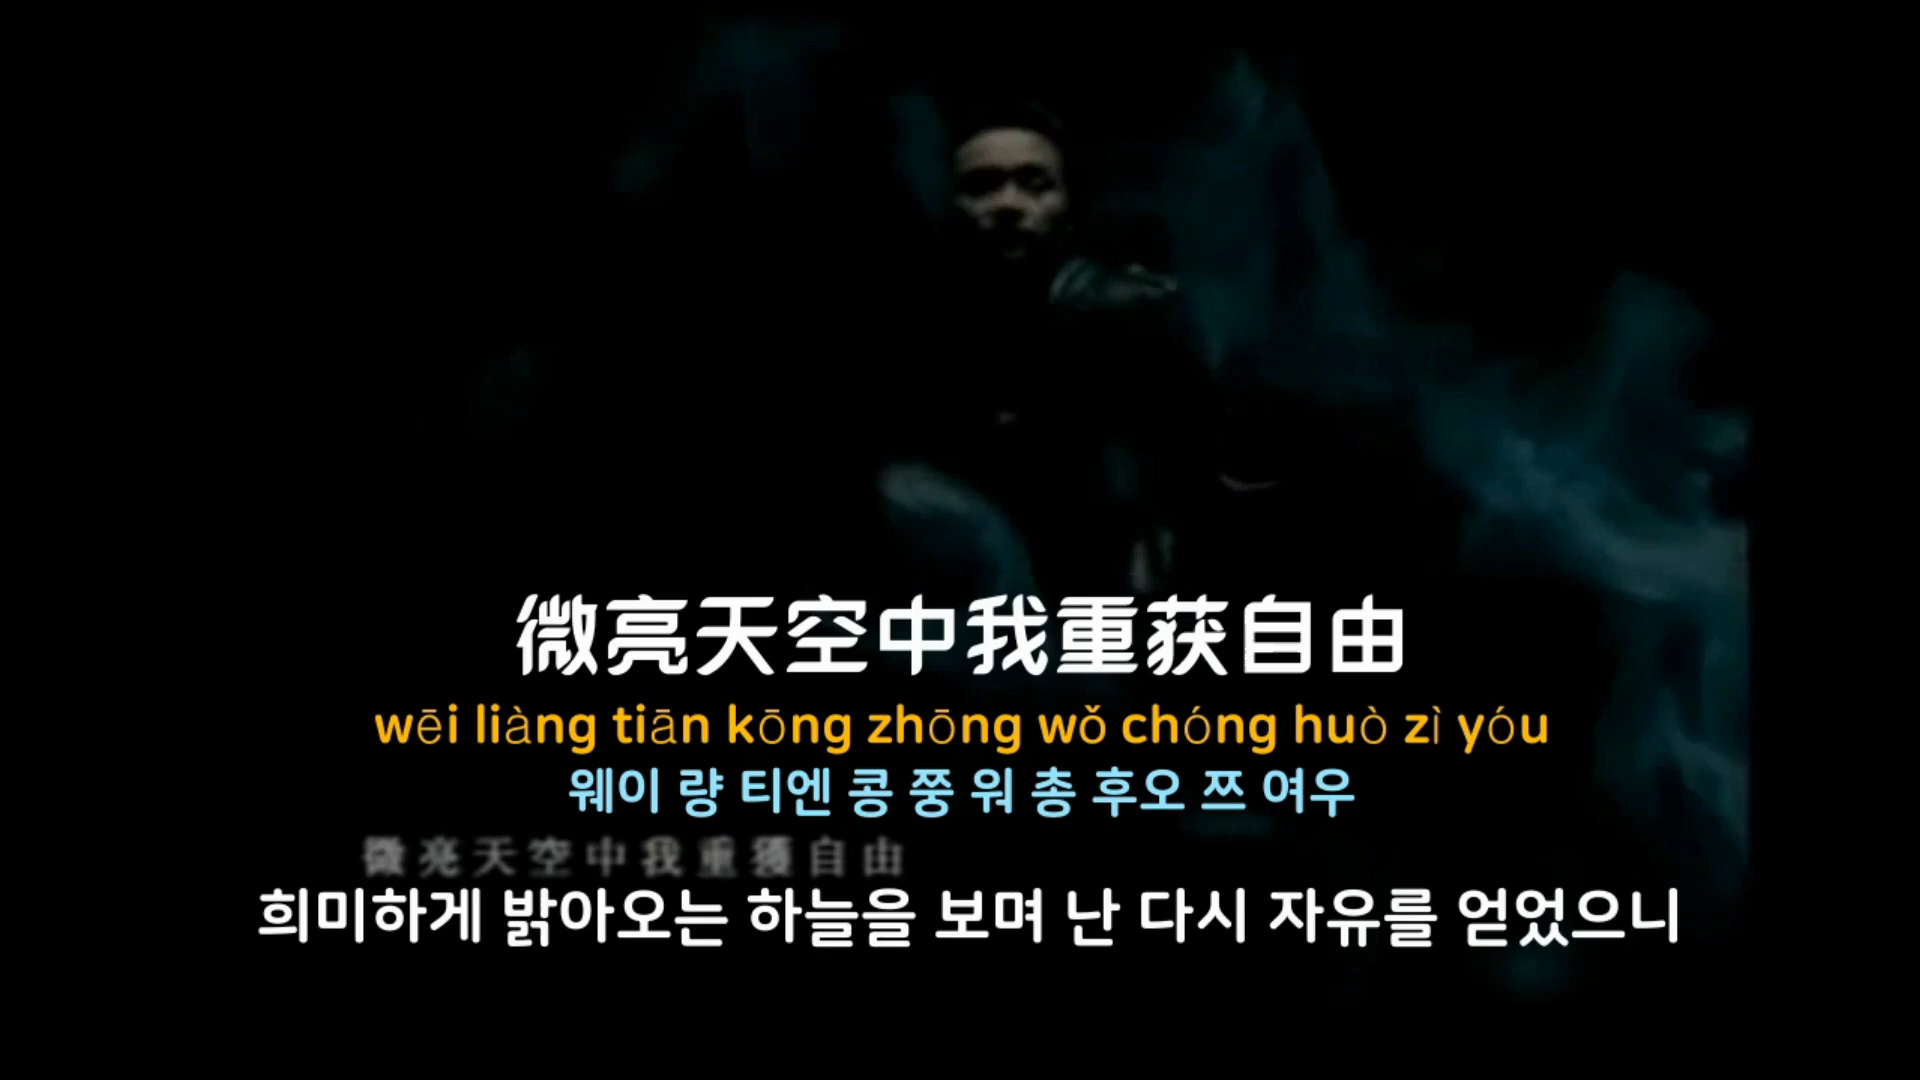 微亮天空中我重获自由
wēi liàng tiān kōng zhōng wǒ chóng huò zì yóu
웨이 량 티엔 콩 쭝 워 총 후오 쯔 여우
微亮天空中我重獲自由
희미하게 밝아오는 하늘을 보며 난 다시 자유를 얻었으니